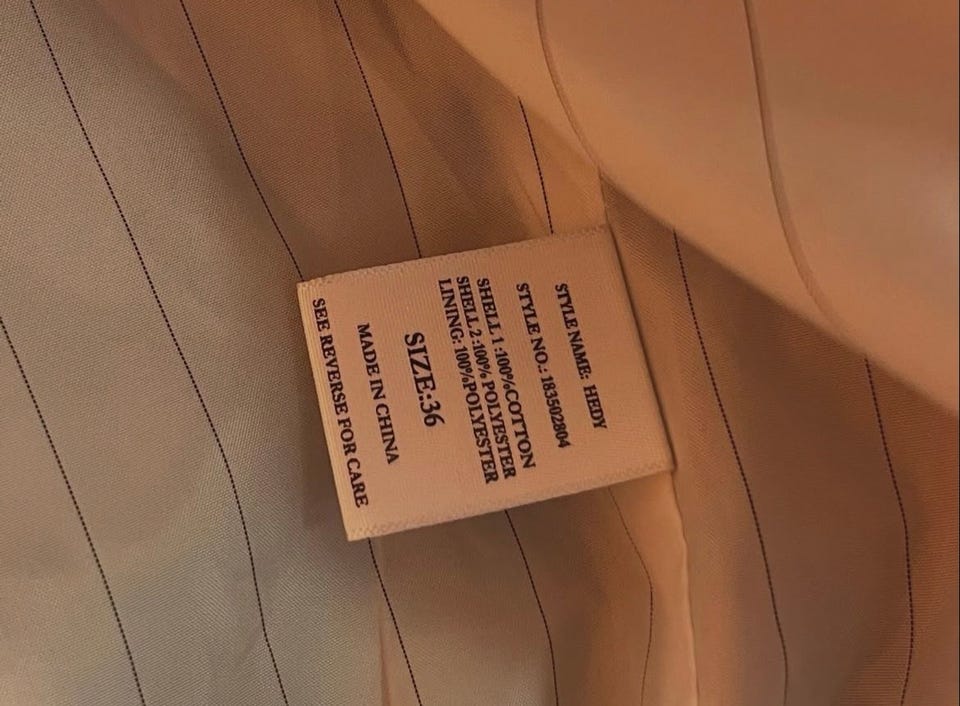 STYLE NAME: HEDY
STYLE NO.: 183502804
SHELL 1 :100%COTTON
SHELL 2 :100% POLYESTER
LINING: 100%POLYESTER
SIZE:36
MADE IN CHINA
SEE REVERSE FOR CARE